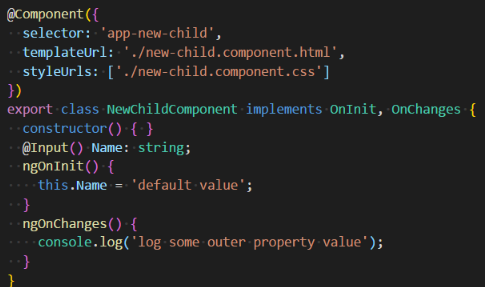 @Component({
  selector: 'app-new-child',
  templateUrl: './new-child.component.html',
  styleUrls: ['./new-child.component.css']
})
export class NewChildComponent implements OnInit, OnChanges {
  constructor() { }
  @Input() Name: string;
  ngOnInit() {
    this.Name = 'default value';
  }
  ngOnChanges() {
    console.log('log some outer property value');
  }
}